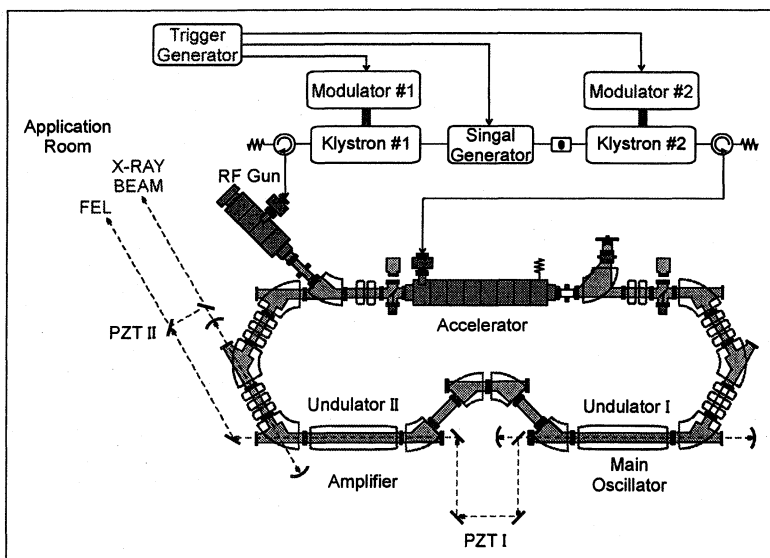 Trigger
Generator
Modulator #1
Modulator #2
Application
Room
Klystron #1
Singal
Generator
Klystron #2
X-RAY
BEAM
RF Gun
FEL
Accelerator
PZT II
Undulator II
Undulator I
Amplifier
Main
Oscillator
PZT I